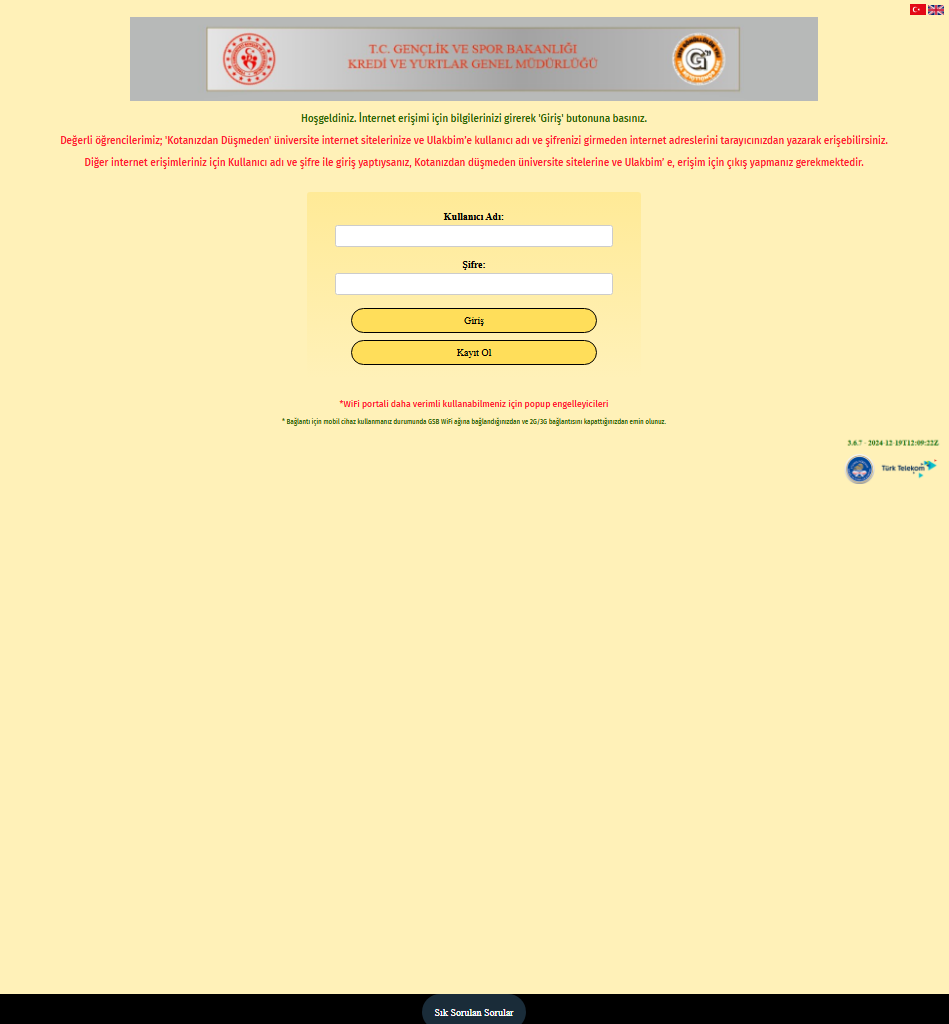 T.C. GENÇLİK VE SPOR BAKANLIĞI
KREDİ VE YURTLAR GENEL MÜDÜRLÜĞÜ
Hoşgeldiniz. İnternet erişimi için bilgilerinizi girerek 'Giriş' butonuna basınız.
Değerli öğrencilerimiz; 'Kotanızdan Düşmeden' üniversite internet sitelerinize ve Ulakbim’e kullanıcı adı ve şifrenizi girmeden internet adreslerini tarayıcınızdan yazarak erişebilirsiniz.
Diğer internet erişimleriniz için Kullanıcı adı ve şifre ile giriş yaptıysanız, Kotanızdan düşmeden üniversite sitelerine ve Ulakbim’ e, erişim için çıkış yapmanız gerekmektedir.
Kullanıcı Adı:
Şifre:
Giriş
Kayıt Ol
*WiFi portali daha verimli kullanabilmeniz için popup engelleyicileri
* Bağlantı için mobil cihaz kullanmanız durumunda GSB WiFi ağına bağlandığınızdan ve 2G/3G bağlantısını kapattığınızdan emin olunuz.
3.6.7 - 2024-12-19T12:09:22Z
Türk Telekom
Sık Sorulan Sorular